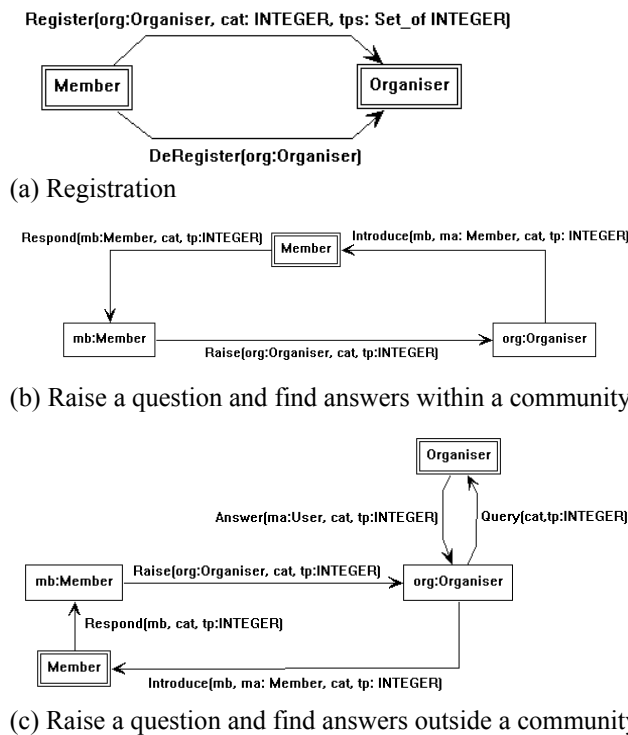 Register(org:Organiser, cat: INTEGER, tps: Set_of INTEGER)
Member
Organiser
DeRegister(org:Organiser)
(a) Registration
Respond(mb:Member, cat, tp:INTEGER)
Introduce(mb, ma: Member, cat, tp: INTEGER)
Member
mb:Member
org:Organiser
Raise(org:Organiser, cat, tp:INTEGER)
(b) Raise a question and find answers within a community
Organiser
Answer(ma:User, cat, tp:INTEGER)
Query(cat,tp:INTEGER)
Raise(org:Organiser, cat, tp:INTEGER)
mb:Member
org:Organiser
Respond(mb, cat, tp:INTEGER)
Member
Introduce(mb, ma: Member, cat, tp: INTEGER)
(c) Raise a question and find answers outside a community